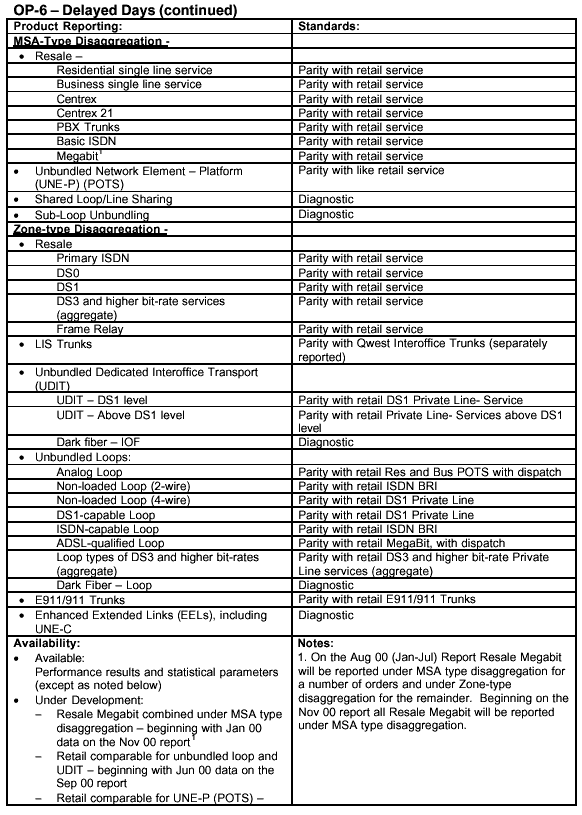 OP-6 – Delayed Days (continued)
Product Reporting: Standards:
MSA-Type Disaggregation -
• Resale –
Residential single line service Parity with retail service
Business single line service Parity with retail service
Centrex Parity with retail service
Centrex 21 Parity with retail service
PBX Trunks Parity with retail service
Basic ISDN Parity with retail service
Megabit1 Parity with retail service
• Unbundled Network Element – Platform Parity with like retail service
(UNE-P) (POTS)
• Shared Loop/Line Sharing Diagnostic
• Sub-Loop Unbundling Diagnostic
Zone-type Disaggregation -
• Resale
Primary ISDN Parity with retail service
DS0 Parity with retail service
DS1 Parity with retail service
DS3 and higher bit-rate services Parity with retail service
(aggregate)
Frame Relay Parity with retail service
• LIS Trunks Parity with Qwest Interoffice Trunks (separately
reported)
• Unbundled Dedicated Interoffice Transport
(UDIT)
UDIT – DS1 level Parity with retail DS1 Private Line- Service
UDIT – Above DS1 level Parity with retail Private Line- Services above DS1
level
Dark fiber – IOF Diagnostic
• Unbundled Loops:
Analog Loop Parity with retail Res and Bus POTS with dispatch
Non-loaded Loop (2-wire) Parity with retail ISDN BRI
Non-loaded Loop (4-wire) Parity with retail DS1 Private Line
DS1-capable Loop Parity with retail DS1 Private Line
ISDN-capable Loop Parity with retail ISDN BRI
ADSL-qualified Loop Parity with retail MegaBit, with dispatch
Loop types of DS3 and higher bit-rates Parity with retail DS3 and higher bit-rate Private
(aggregate) Line services (aggregate)
Dark Fiber – Loop Diagnostic
• E911/911 Trunks Parity with retail E911/911 Trunks
• Enhanced Extended Links (EELs), including Diagnostic
UNE-C
Availability:
• Available:
Performance results and statistical parameters
(except as noted below)
• Under Development:
– Resale Megabit combined under MSA type
disaggregation – beginning with Jan 00
data on the Nov 00 report1
– Retail comparable for unbundled loop and
UDIT – beginning with Jun 00 data on the
Sep 00 report
– Retail comparable for UNE-P (POTS) –
Notes:
1. On the Aug 00 (Jan-Jul) Report Resale Megabit
will be reported under MSA type disaggregation for
a number of orders and under Zone-type
disaggregation for the remainder. Beginning on the
Nov 00 report all Resale Megabit will be reported
under MSA type disaggregation.